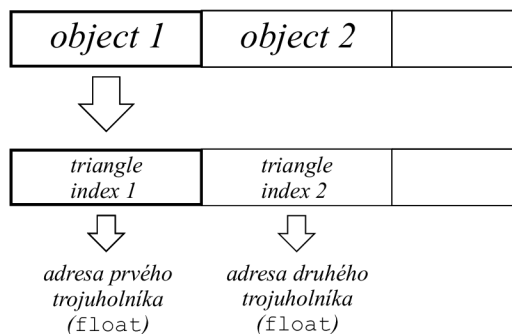 object 1
object 2
triangle
index 1
triangle
index 2
adresa prvého
trojuholníka
(float)
adresa druhého
trojuholníka
(float)